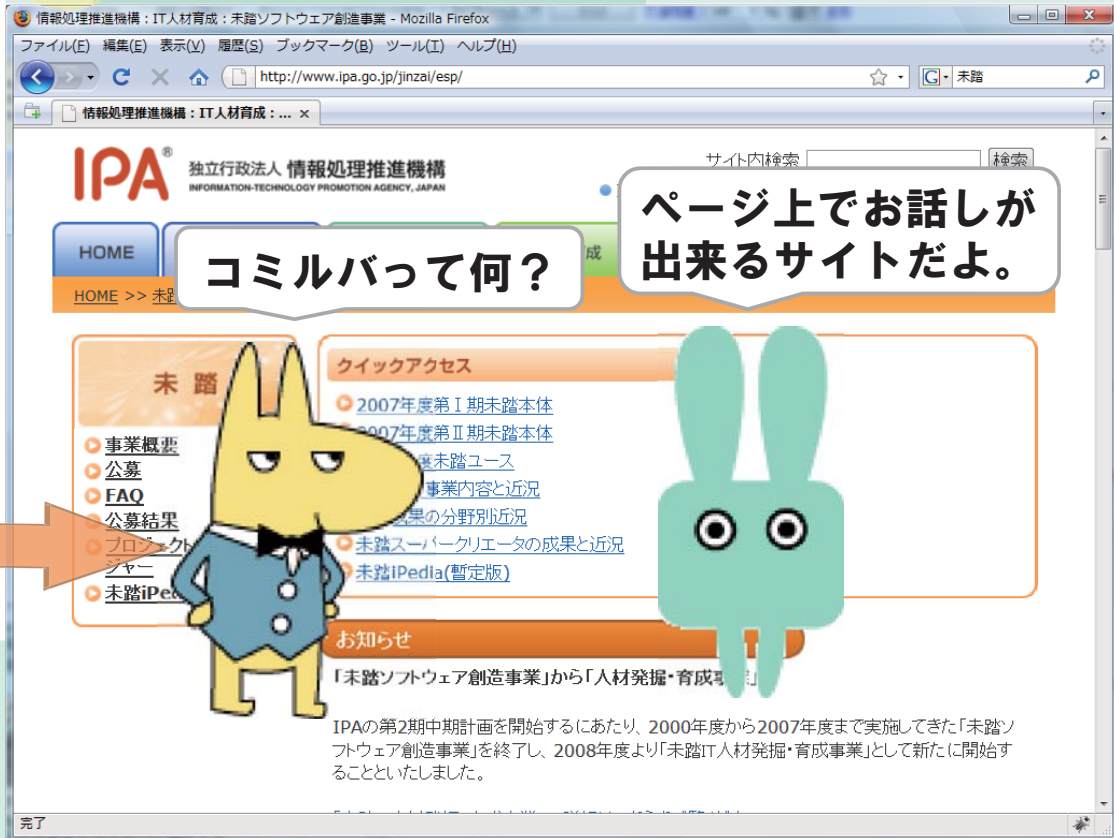 情報処理推進機構：IT人材育成：未踏ソフトウェア創造事業 - Mozilla Firefox
ファイル(F) 編集(E) 表示(V) 履歴(S) ブックマーク(B) ツール(T) ヘルプ(H)
http://www.ipa.go.jp/jinzai/esp/ G 未踏
情報処理推進機構：IT人材育成：...
IPA® 独立行政法人 情報処理推進機構
INFORMATION-TECHNOLOGY PROMOTION AGENCY, JAPAN
サイト内検索 検索
ページ上でお話しが
出来るサイトだよ。
コミルバって何？
HOME 成
HOME >> 未踏
未踏
事業概要
公募
FAQ
公募結果
プロジェクト
ジャー
未踏iPe
クイックアクセス
2007年度第Ⅰ期未踏本体
2007年度第Ⅱ期未踏本体
未踏ユース
事業内容と近況
果の分野別近況
未踏スーパークリエータの成果と近況
未踏iPedia(暫定版)
お知らせ
「未踏ソフトウェア創造事業」から「人材発掘・育成事
IPAの第2期中期計画を開始するにあたり、2000年度から2007年度まで実施してきた「未踏ソ
フトウェア創造事業」を終了し、2008年度より「未踏IT人材発掘・育成事業」として新たに開始す
ることといたしました。
完了